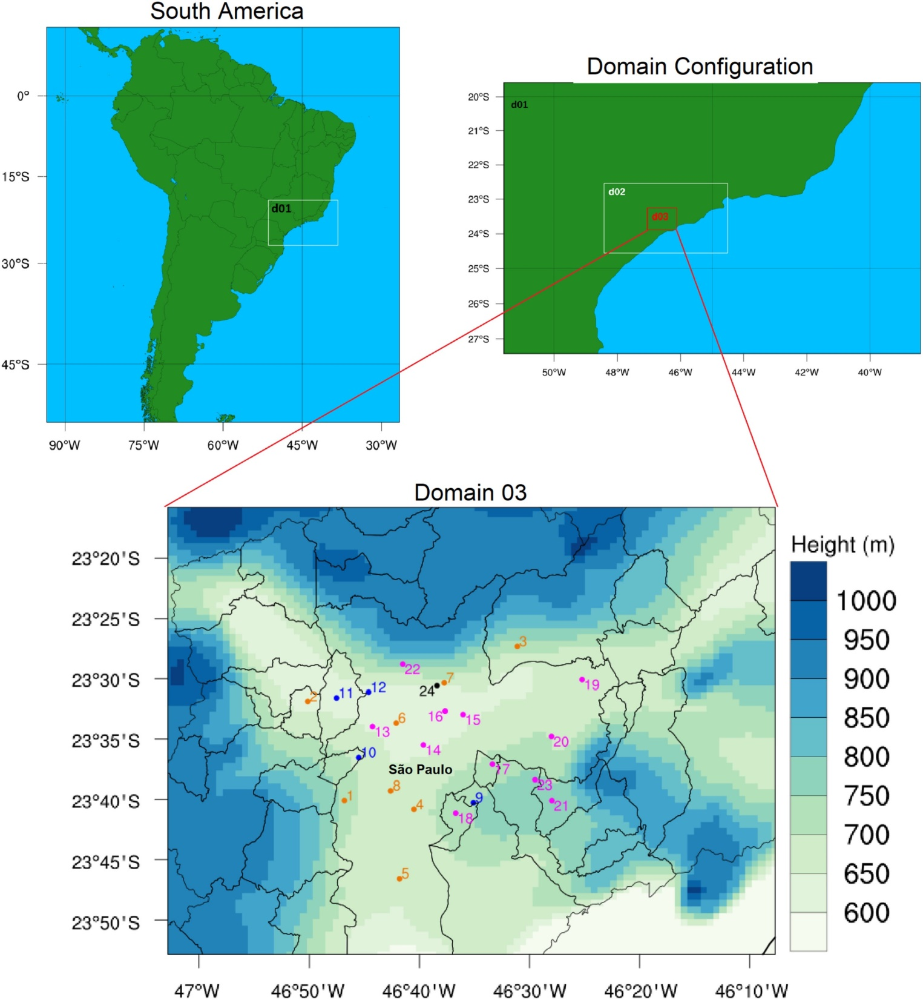 South America
d01
0°
15°S
30°S
45°S
90°W 75°W 60°W 45°W 30°W
Domain Configuration
d01
d02
d03
20°S
21°S
22°S
23°S
24°S
25°S
26°S
27°S
50°W 48°W 46°W 44°W 42°W 40°W
Domain 03
23°20'S
23°25'S
23°30'S
23°35'S
23°40'S
23°45'S
23°50'S
3
22
7
24
19
12
11
2
16
15
6
13
20
14
10
São Paulo
17
23
8
1
9
4
21
18
5
47°W 46°50'W 46°40'W 46°30'W 46°20'W 46°10'W
Height (m)
1000
950
900
850
800
750
700
650
600